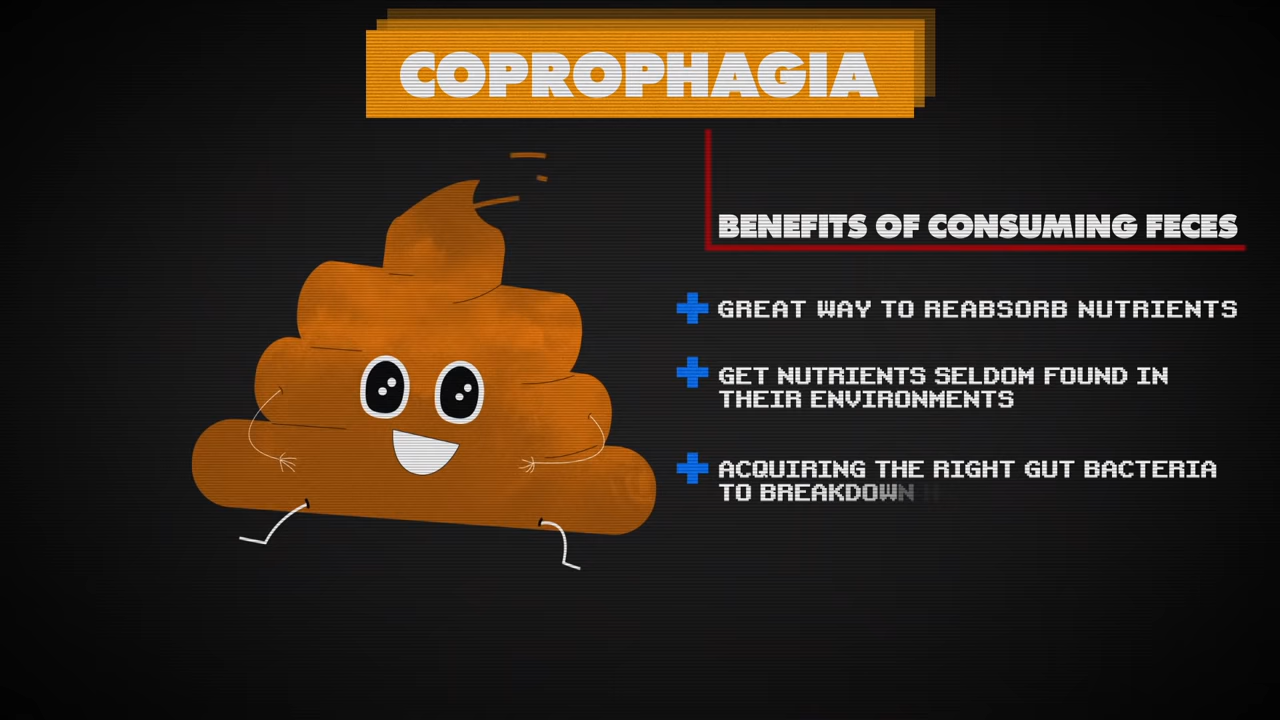 COPROPHAGIA
BENEFITS OF CONSUMING FECES
GREAT WAY TO REABSORB NUTRIENTS
GET NUTRIENTS SELDOM FOUND IN
THEIR ENVIRONMENTS
ACQUIRING THE RIGHT GUT BACTERIA
TO BREAKDOWN